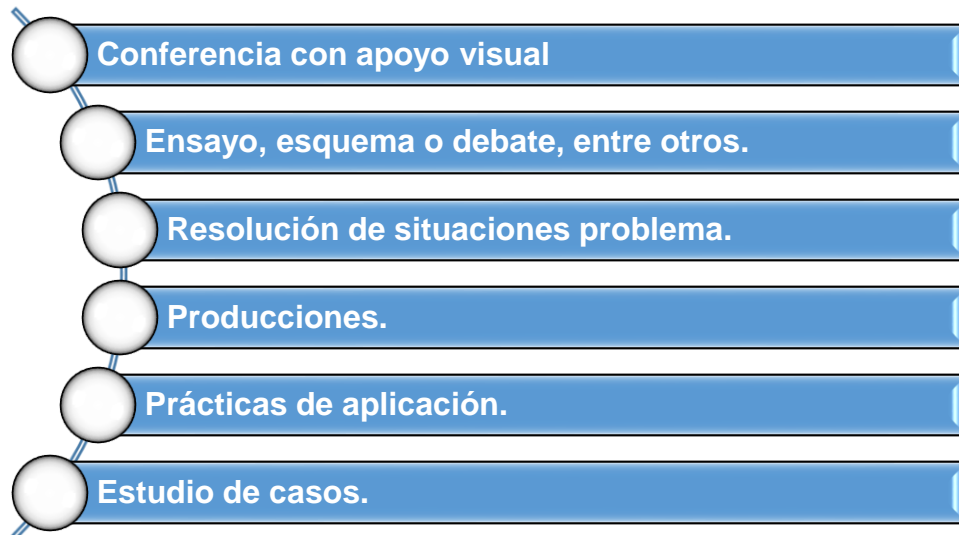 Conferencia con apoyo visual
Ensayo, esquema o debate, entre otros.
Resolución de situaciones problema.
Producciones.
Prácticas de aplicación.
Estudio de casos.